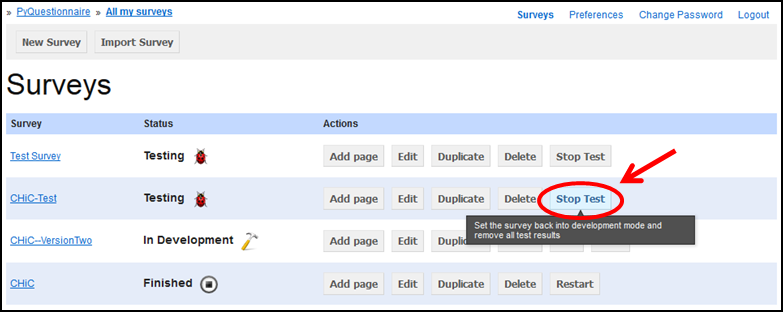 » PyQuestionnaire » All my surveys
Surveys Preferences Change Password Logout
New Survey Import Survey
Surveys
Survey Status Actions
Test Survey Testing Add page Edit Duplicate Delete Stop Test
CHiC-Test Testing Add page Edit Duplicate Delete Stop Test
Set the survey back into development mode and
remove all test results
CHiC--VersionTwo In Development Add page Edit
CHiC Finished Add page Edit Duplicate Delete Restart